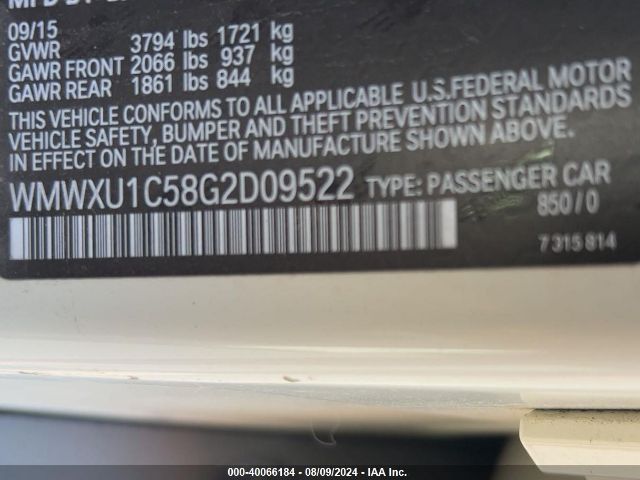 09/15
GVWR 3794 lbs 1721 kg
GAWR FRONT 2066 lbs 937 kg
GAWR REAR 1861 lbs 844 kg
THIS VEHICLE CONFORMS TO ALL APPLICABLE U.S.FEDERAL MOTOR
VEHICLE SAFETY, BUMPER AND THEFT PREVENTION STANDARDS
IN EFFECT ON THE DATE OF MANUFACTURE SHOWN ABOVE.
WMWXU1C58G2D09522 TYPE: PASSENGER CAR
850/0
7 315 814
000-40066184 - 08/09/2024 - IAA Inc.